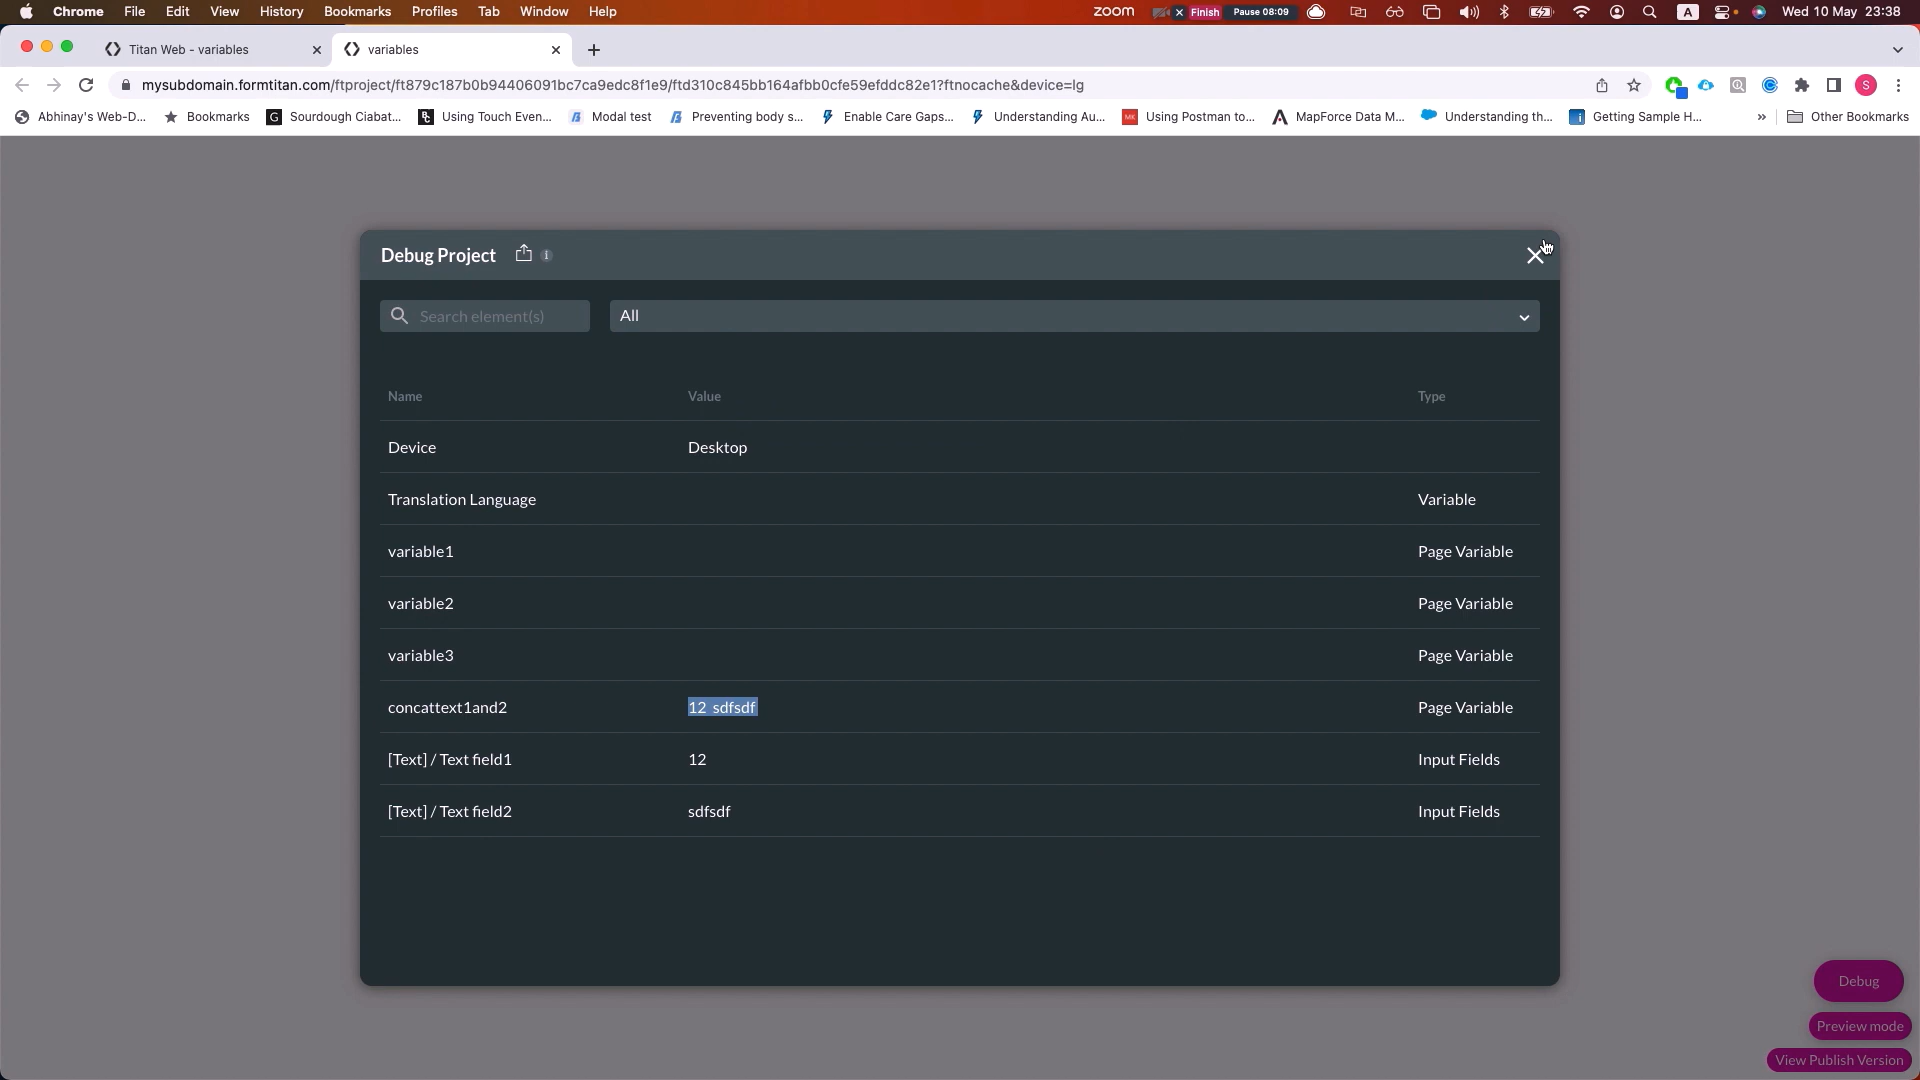 Chrome File Edit View History Bookmarks Profiles Tab Window Help zoom Finish Pause 08:09 A Wed 10 May 23:38
Titan Web - variables variables
mysubdomain.formtitan.com/ftproject/ft879c187b0b94406091bc7ca9edc8f1e9/ftd310c845bb164afbb0cfe59efddc82e1?ftnocache&device=lg S
Abhinay's Web-D... Bookmarks Sourdough Ciabat... Using Touch Even... Modal test Preventing body s... Enable Care Gaps... Understanding Au... Using Postman to... MapForce Data M... Understanding th... Getting Sample H... » Other Bookmarks
Debug Project
Search element(s) All
Name Value Type
Device Desktop
Translation Language Variable
variable1 Page Variable
variable2 Page Variable
variable3 Page Variable
concattext1and2 12 sdfsdf Page Variable
[Text] / Text field1 12 Input Fields
[Text] / Text field2 sdfsdf Input Fields
Debug
Preview mode
View Publish Version